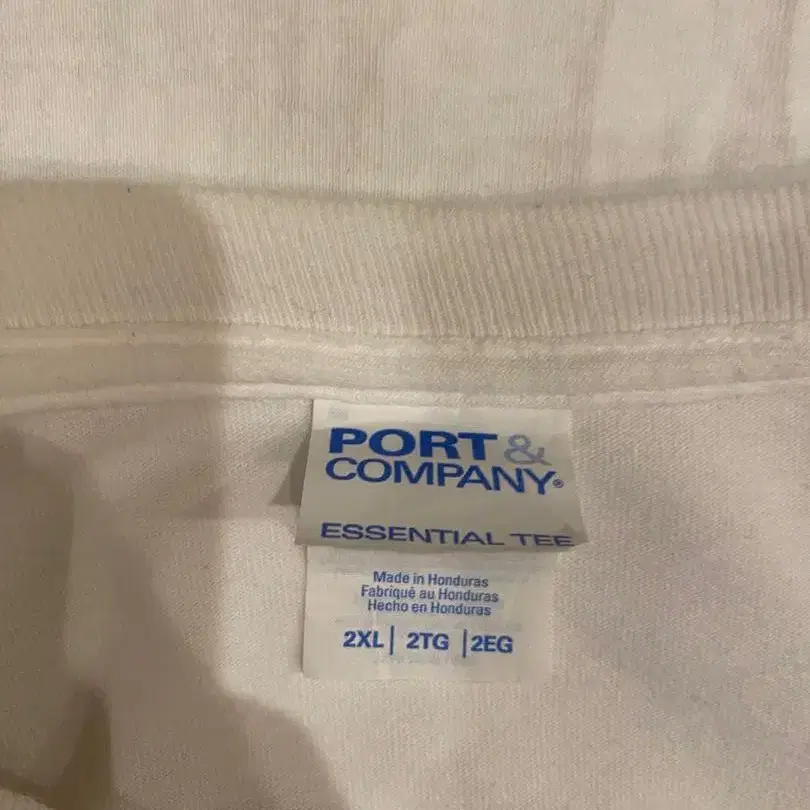 PORT &
COMPANY®
ESSENTIAL TEE
Made in Honduras
Fabriqué au Honduras
Hecho en Honduras
2XL | 2TG | 2EG